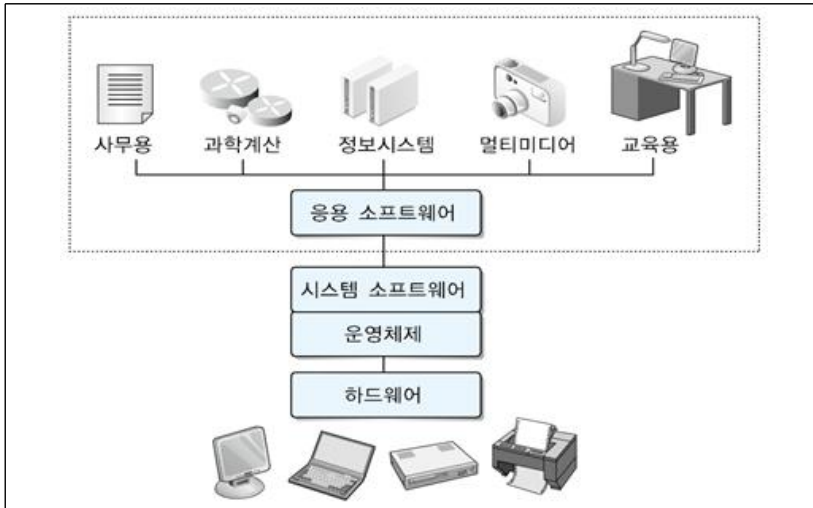 사무용 과학계산 정보시스템 멀티미디어 교육용
응용 소프트웨어
시스템 소프트웨어
운영체제
하드웨어